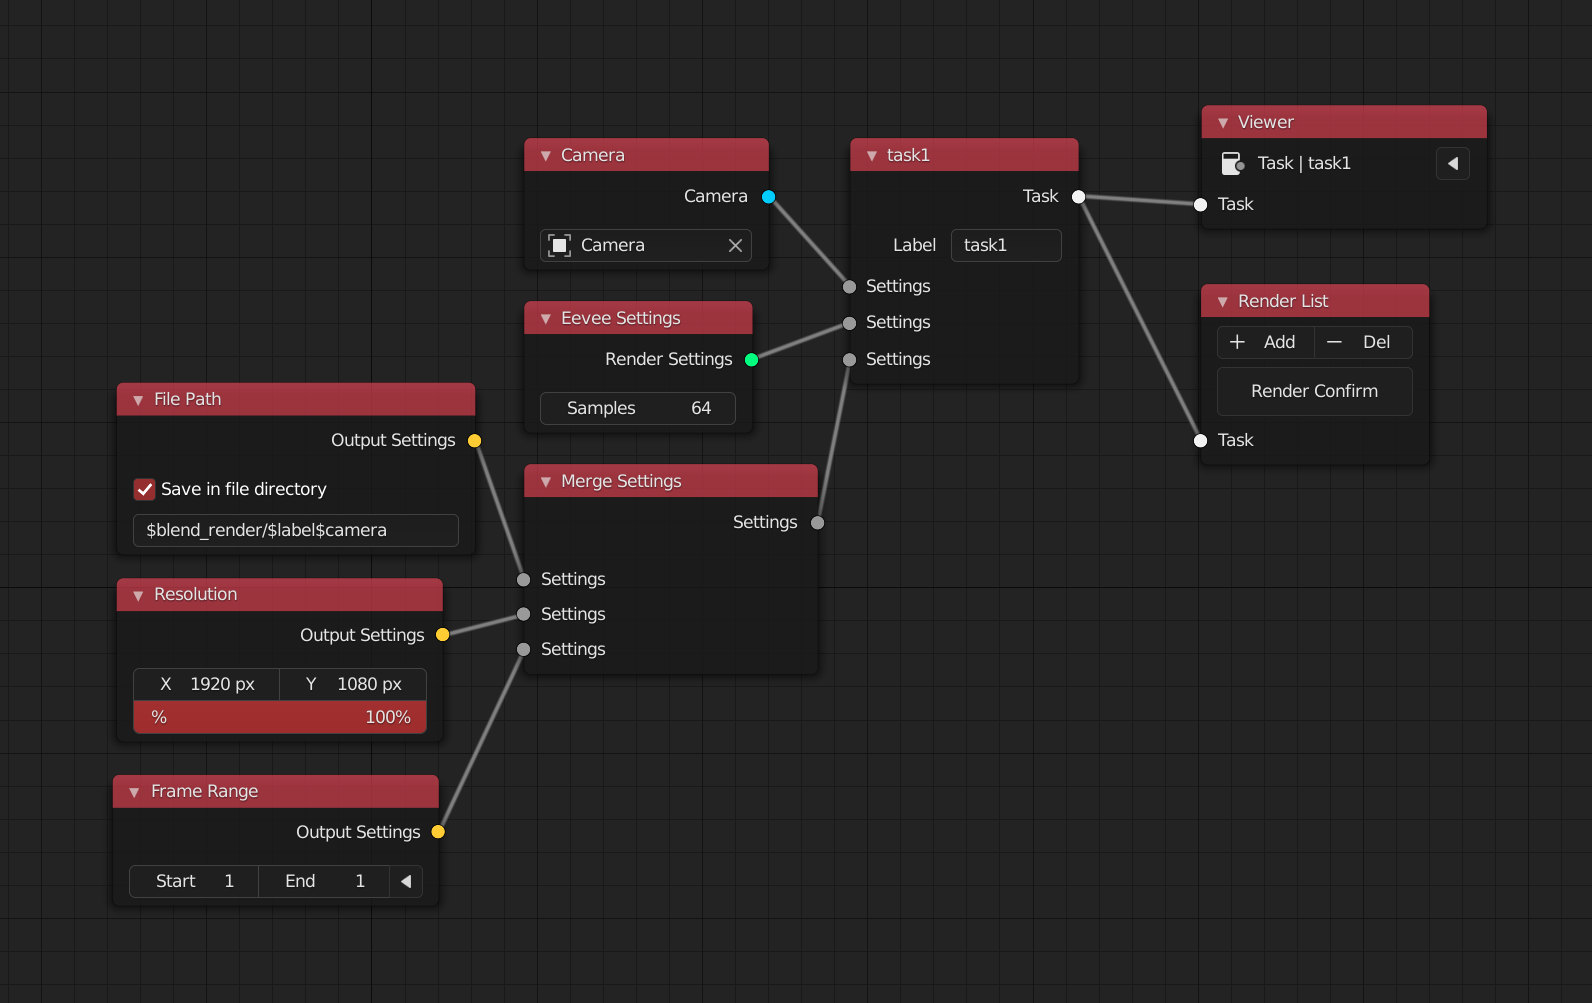 Viewer
Task | task1
Task
Camera
Camera
Camera
task1
Task
Label task1
Settings
Settings
Settings
Render List
Add Del
Render Confirm
Task
Eevee Settings
Render Settings
Samples 64
File Path
Output Settings
Save in file directory
$blend_render/$label$camera
Merge Settings
Settings
Settings
Settings
Settings
Resolution
Output Settings
X 1920 px Y 1080 px
% 100%
Frame Range
Output Settings
Start 1 End 1